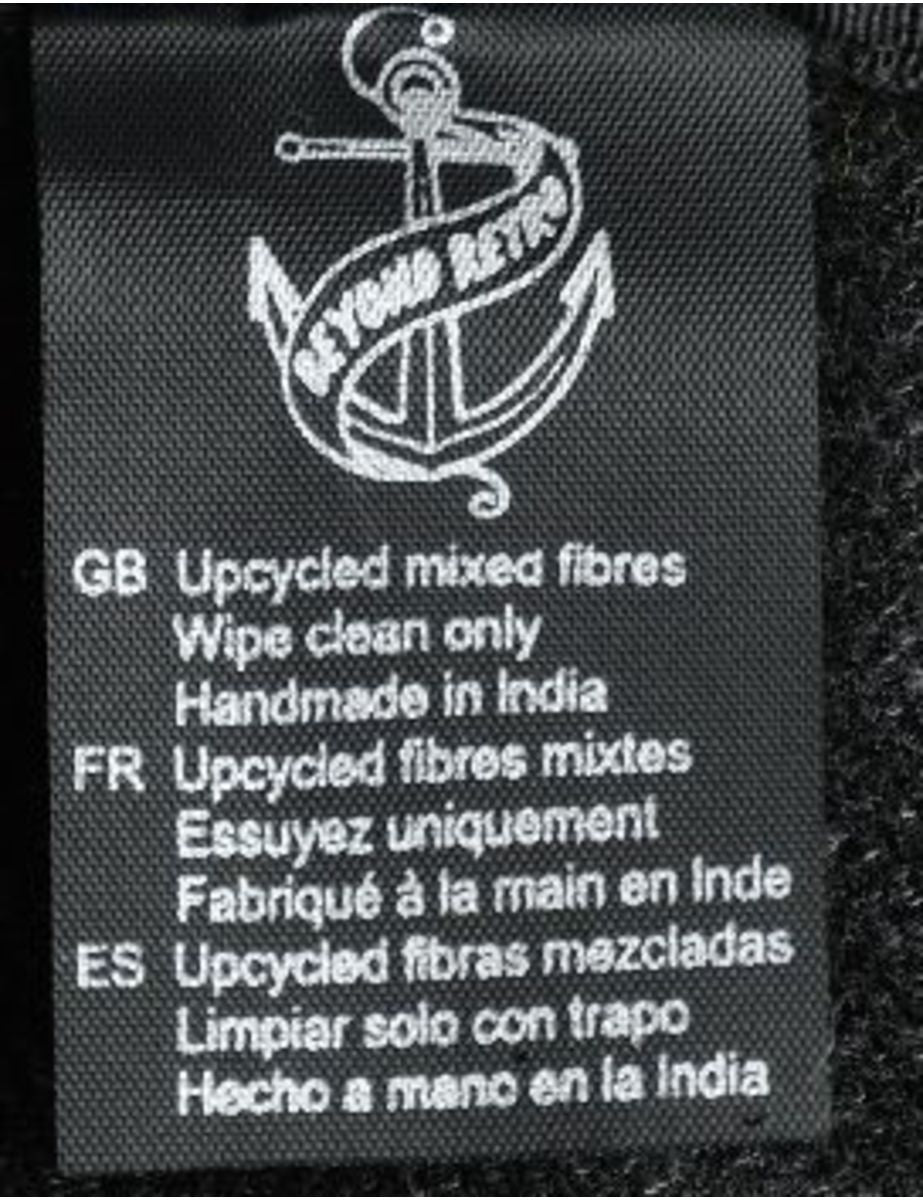 BEYOND RETRO
GB Upcycled mixed fibres
Wipe clean only
Handmade in India
FR Upcycled fibres mixtes
Essuyez uniquement
Fabriqué à la main en Inde
ES Upcycled fibras mezcladas
Limpiar solo con trapo
Hecho a mano en la India